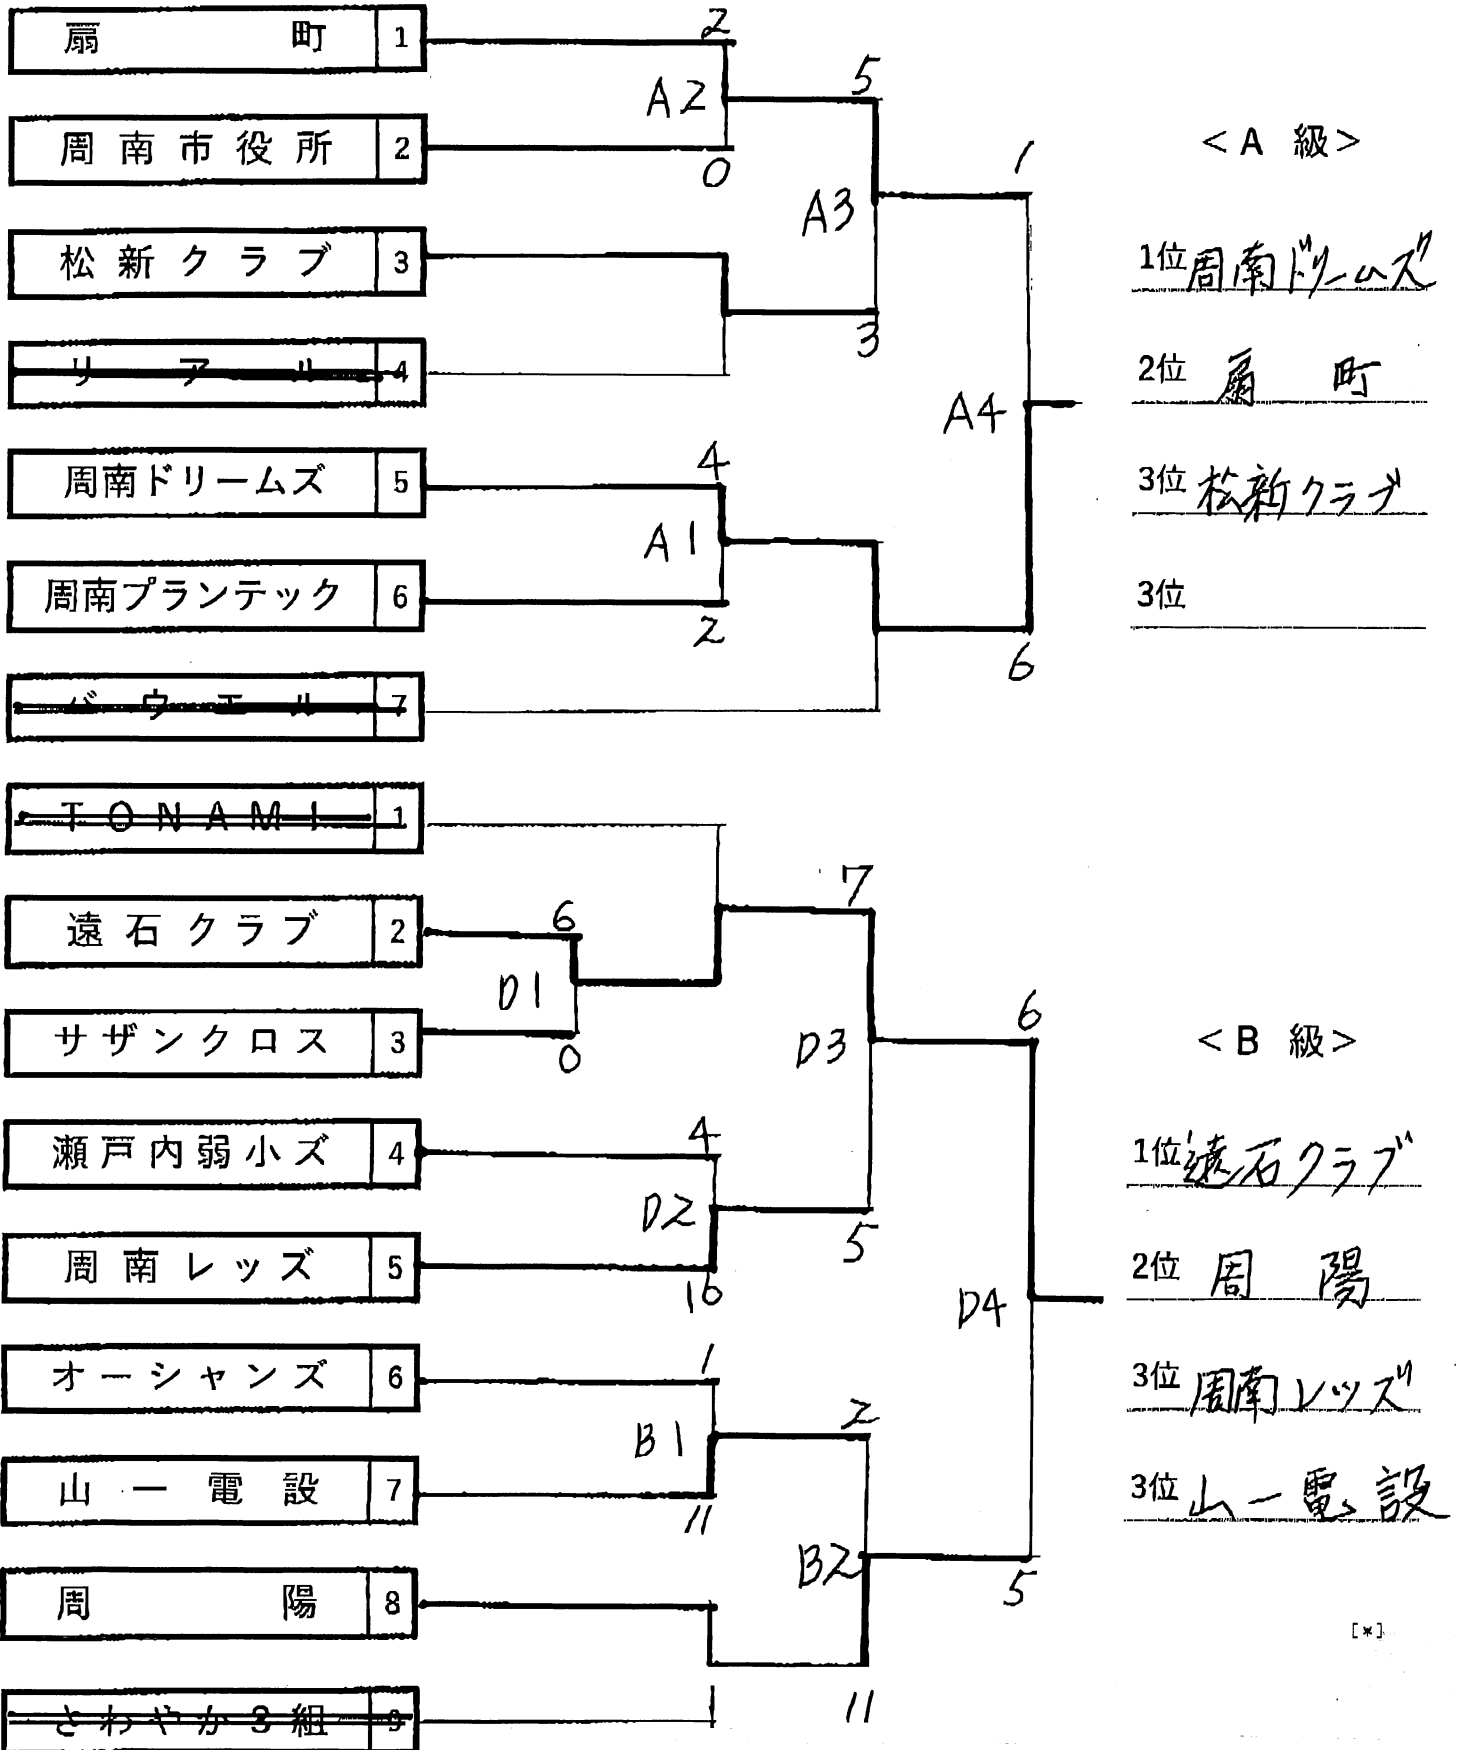 扇町 1
2
5
A2
周南市役所 2
0
<A 級>
1
A3
松新クラブ 3
1位 周南ドリームズ
3
リアル 4
2位 扇町
A4
4
周南ドリームズ 5
3位 松新クラブ
A1
周南プランテック 6
3位
2
6
バウエル 7
TONAMI 1
7
遠石クラブ 2
6
D1
6
サザンクロス 3
0
D3
<B 級>
4
瀬戸内弱小ズ 4
1位 遠石クラブ
D2
5
周南レッズ 5
2位 周陽
10
D4
1
オーシャンズ 6
3位 周南レッズ
2
B1
山一電設 7
3位 山一電設
11
B2
5
周陽 8
[*]
11
さわやか3組 9